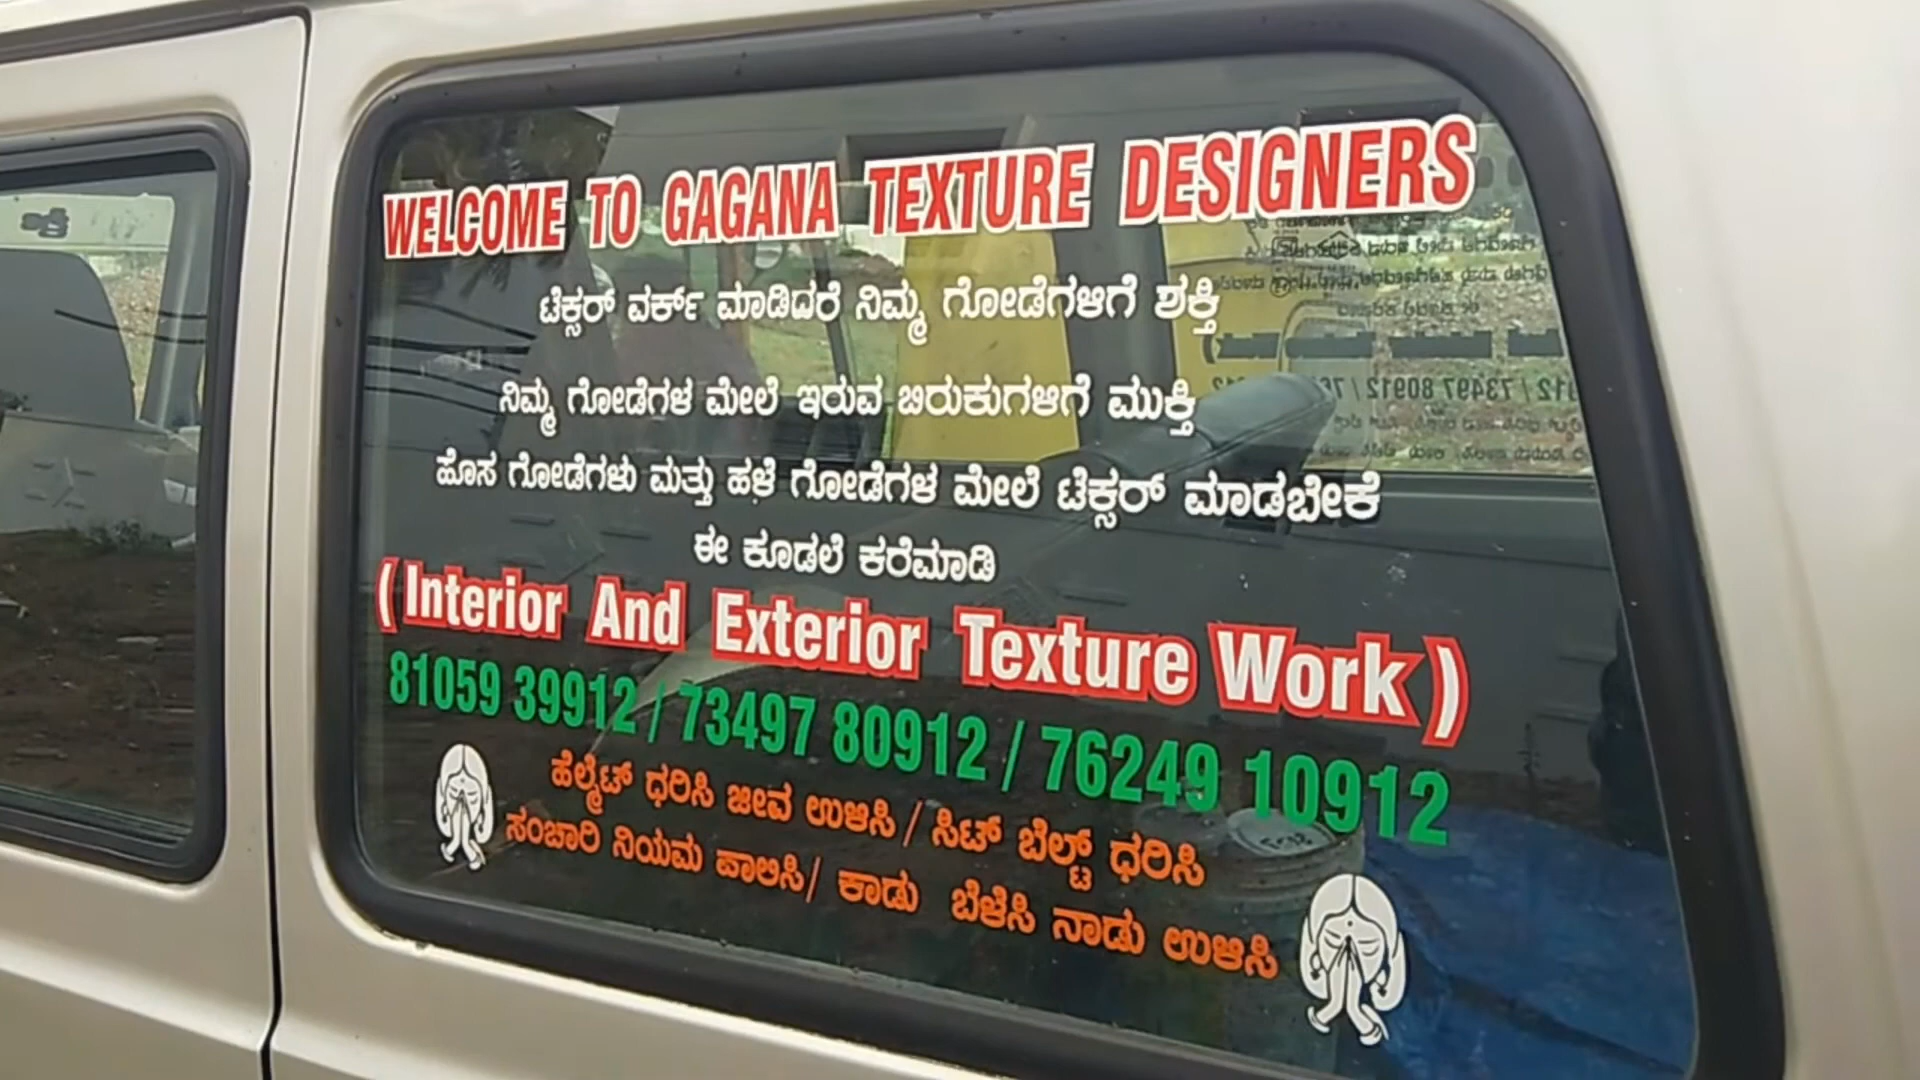 WELCOME TO GAGANA TEXTURE DESIGNERS
ಟೆಕ್ಸರ್ ವರ್ಕ್ ಮಾಡಿದರೆ ನಿಮ್ಮ ಗೋಡೆಗಳಿಗೆ ಶಕ್ತಿ
ನಿಮ್ಮ ಗೋಡೆಗಳ ಮೇಲೆ ಇರುವ ಬಿರುಕುಗಳಿಗೆ ಮುಕ್ತಿ
ಹೊಸ ಗೋಡೆಗಳು ಮತ್ತು ಹಳೆ ಗೋಡೆಗಳ ಮೇಲೆ ಟೆಕ್ಸರ್ ಮಾಡಬೇಕೆ
ಈ ಕೂಡಲೆ ಕರೆಮಾಡಿ
( Interior And Exterior Texture Work )
81059 39912 / 73497 80912 / 76249 10912
ಹೆಲ್ಮೆಟ್ ಧರಿಸಿ ಜೀವ ಉಳಿಸಿ / ಸಿಟ್ ಬೆಲ್ಟ್ ಧರಿಸಿ
ಸಂಚಾರಿ ನಿಯಮ ಪಾಲಿಸಿ/ ಕಾಡು ಬೆಳೆಸಿ ನಾಡು ಉಳಿಸಿ